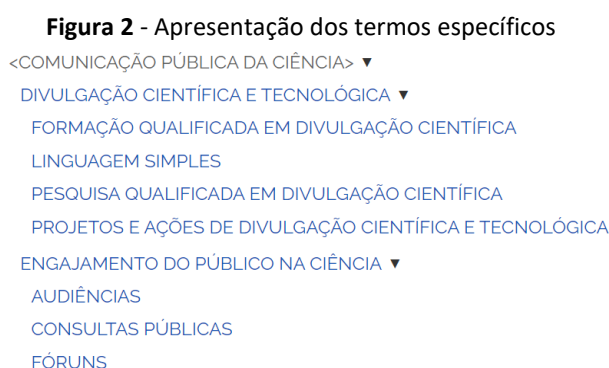 Figura 2 - Apresentação dos termos específicos
<COMUNICAÇÃO PÚBLICA DA CIÊNCIA> ▼
DIVULGAÇÃO CIENTÍFICA E TECNOLÓGICA ▼
FORMAÇÃO QUALIFICADA EM DIVULGAÇÃO CIENTÍFICA
LINGUAGEM SIMPLES
PESQUISA QUALIFICADA EM DIVULGAÇÃO CIENTÍFICA
PROJETOS E AÇÕES DE DIVULGAÇÃO CIENTÍFICA E TECNOLÓGICA
ENGAJAMENTO DO PÚBLICO NA CIÊNCIA ▼
AUDIÊNCIAS
CONSULTAS PÚBLICAS
FÓRUNS